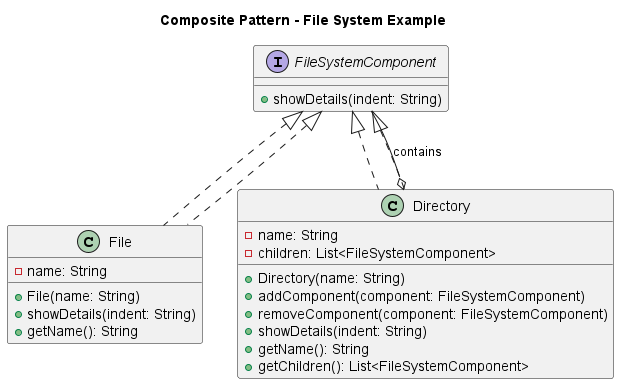 Composite Pattern - File System Example
I FileSystemComponent
showDetails(indent: String)
contains
C File
name: String
File(name: String)
showDetails(indent: String)
getName(): String
C Directory
name: String
children: List<FileSystemComponent>
Directory(name: String)
addComponent(component: FileSystemComponent)
removeComponent(component: FileSystemComponent)
showDetails(indent: String)
getName(): String
getChildren(): List<FileSystemComponent>